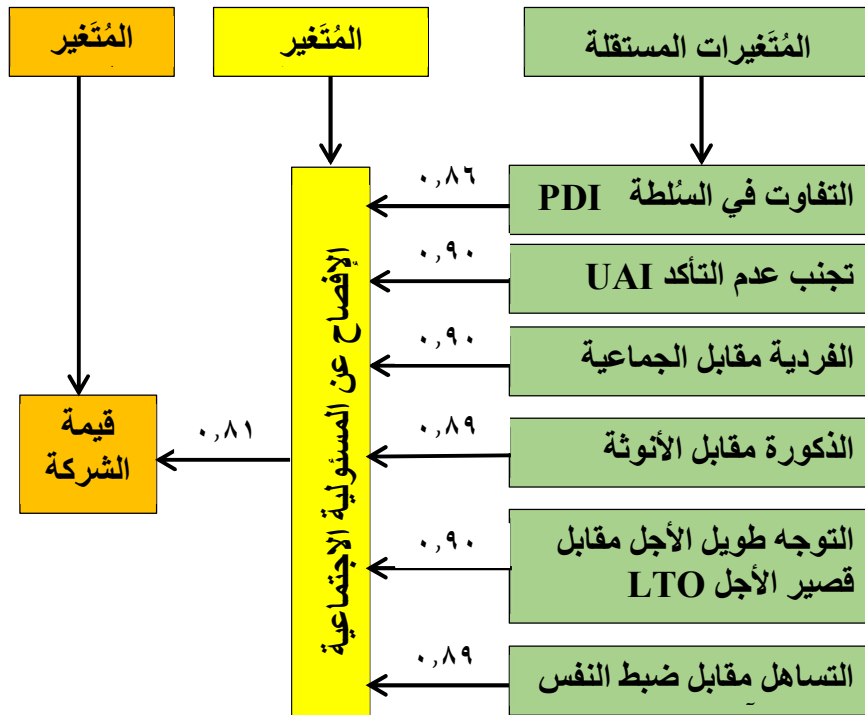 المُتَغيرات المستقلة
المُتَغير
المُتَغير
التفاوت في السُلطة PDI
٠,٨٦
تجنب عدم التأكد UAI
٠,٩٠
الفردية مقابل الجماعية
٠,٩٠
الذكورة مقابل الأنوثة
٠,٨٩
التوجه طويل الأجل مقابل
قصير الأجل LTO
٠,٩٠
التساهل مقابل ضبط النفس
٠,٨٩
الإفصاح عن المسئولية الاجتماعية
٠,٨١
قيمة
الشركة